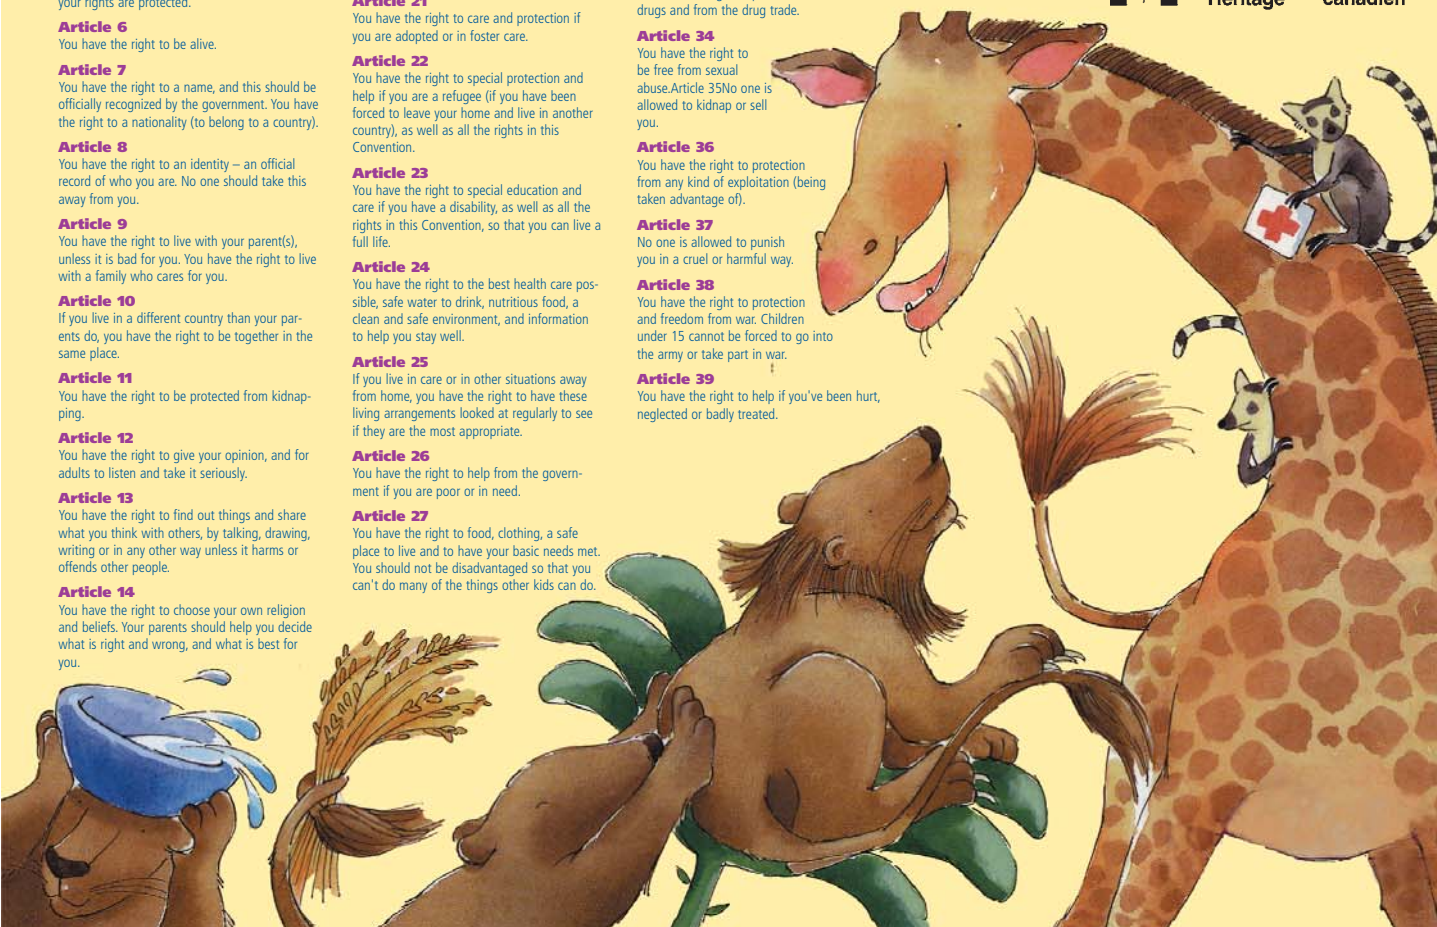 your rights are protected.
Article 6
You have the right to be alive.
Article 7
You have the right to a name, and this should be
officially recognized by the government. You have
the right to a nationality (to belong to a country).
Article 8
You have the right to an identity – an official
record of who you are. No one should take this
away from you.
Article 9
You have the right to live with your parent(s),
unless it is bad for you. You have the right to live
with a family who cares for you.
Article 10
If you live in a different country than your par-
ents do, you have the right to be together in the
same place.
Article 11
You have the right to be protected from kidnap-
ping.
Article 12
You have the right to give your opinion, and for
adults to listen and take it seriously.
Article 13
You have the right to find out things and share
what you think with others, by talking, drawing,
writing or in any other way unless it harms or
offends other people.
Article 14
You have the right to choose your own religion
and beliefs. Your parents should help you decide
what is right and wrong, and what is best for
you.
Article 21
You have the right to care and protection if
you are adopted or in foster care.
Article 22
You have the right to special protection and
help if you are a refugee (if you have been
forced to leave your home and live in another
country), as well as all the rights in this
Convention.
Article 23
You have the right to special education and
care if you have a disability, as well as all the
rights in this Convention, so that you can live a
full life.
Article 24
You have the right to the best health care pos-
sible, safe water to drink, nutritious food, a
clean and safe environment, and information
to help you stay well.
Article 25
If you live in care or in other situations away
from home, you have the right to have these
living arrangements looked at regularly to see
if they are the most appropriate.
Article 26
You have the right to help from the govern-
ment if you are poor or in need.
Article 27
You have the right to food, clothing, a safe
place to live and to have your basic needs met.
You should not be disadvantaged so that you
can't do many of the things other kids can do.
drugs and from the drug trade.
Article 34
You have the right to
be free from sexual
abuse.Article 35No one is
allowed to kidnap or sell
you.
Article 36
You have the right to protection
from any kind of exploitation (being
taken advantage of).
Article 37
No one is allowed to punish
you in a cruel or harmful way.
Article 38
You have the right to protection
and freedom from war. Children
under 15 cannot be forced to go into
the army or take part in war.
Article 39
You have the right to help if you've been hurt,
neglected or badly treated.
Heritage canadien